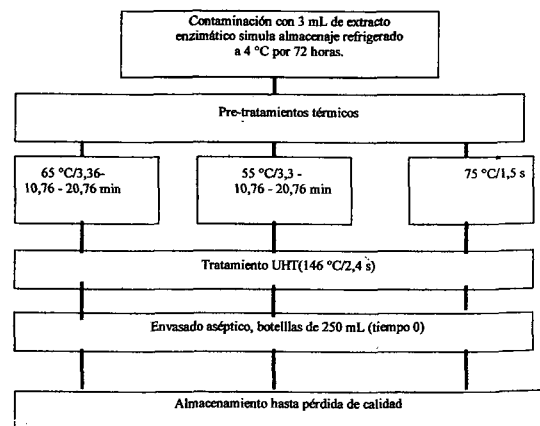 Contaminación con 3 mL de extracto
enzimático simula almacenaje refrigerado
a 4 °C por 72 horas.
Pre-tratamientos térmicos
65 °C/3,36-
10,76 - 20,76 min
55 °C/3,3 -
10,76 - 20,76 min
75 °C/1,5 s
Tratamiento UHT(146 °C/2,4 s)
Envasado aséptico, botelllas de 250 mL (tiempo 0)
Almacenamiento hasta pérdida de calidad